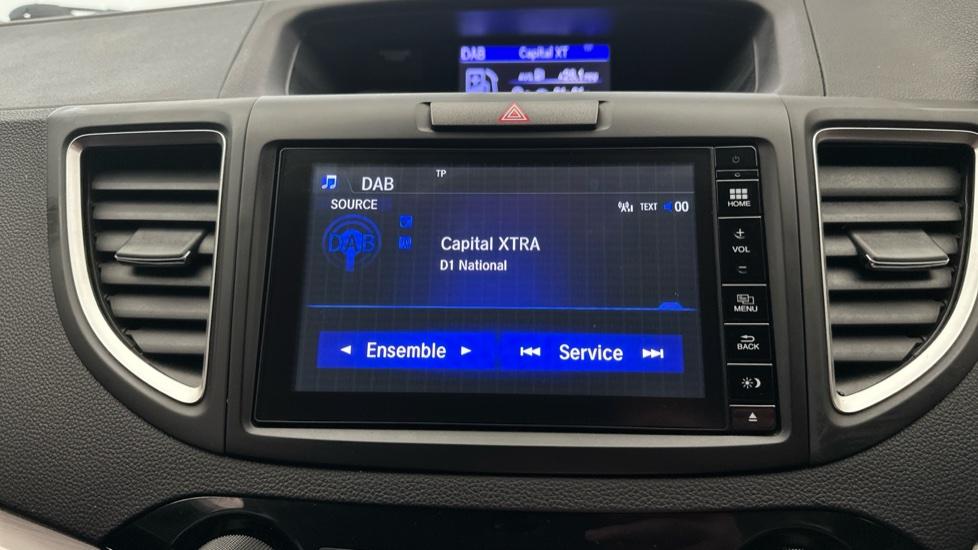 DAB Capital XT
DAB
TP
SOURCE
TEXT 00
DAB
Capital XTRA
D1 National
Ensemble
Service
HOME
VOL
MENU
BACK